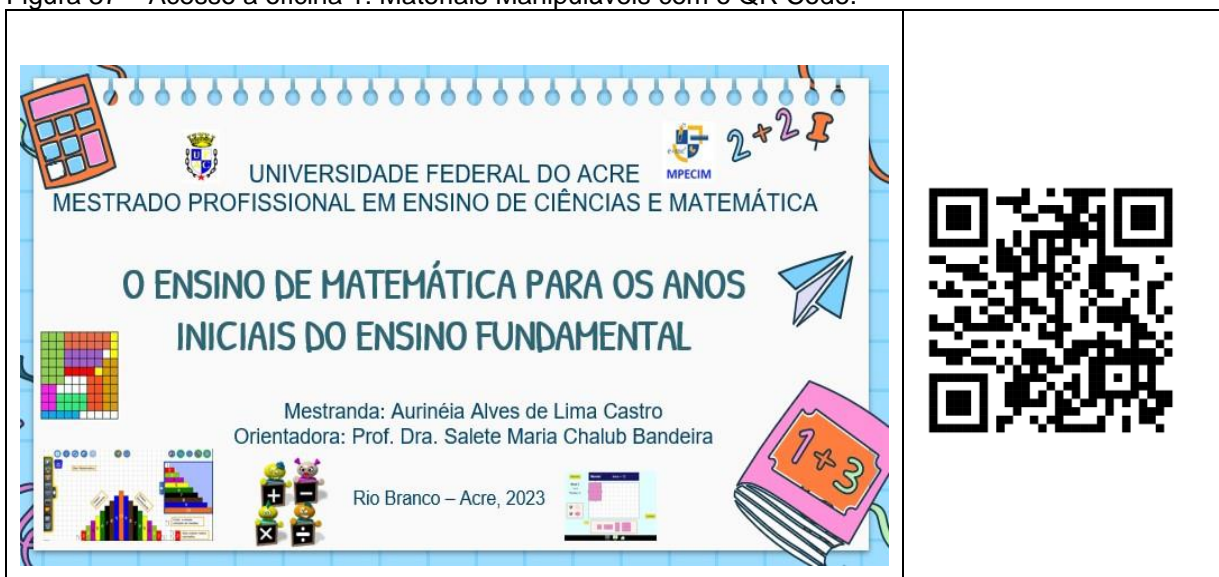 Figura 37 – Acesso à oficina 1: Materiais Manipuláveis com o QR Code.
2+2
UNIVERSIDADE FEDERAL DO ACRE
MPECIM
MESTRADO PROFISSIONAL EM ENSINO DE CIÊNCIAS E MATEMÁTICA
O ENSINO DE MATEMÁTICA PARA OS ANOS
INICIAIS DO ENSINO FUNDAMENTAL
Mestranda: Aurinéia Alves de Lima Castro
Orientadora: Prof. Dra. Salete Maria Chalub Bandeira
1+3
+ −
Rio Branco – Acre, 2023
× ÷